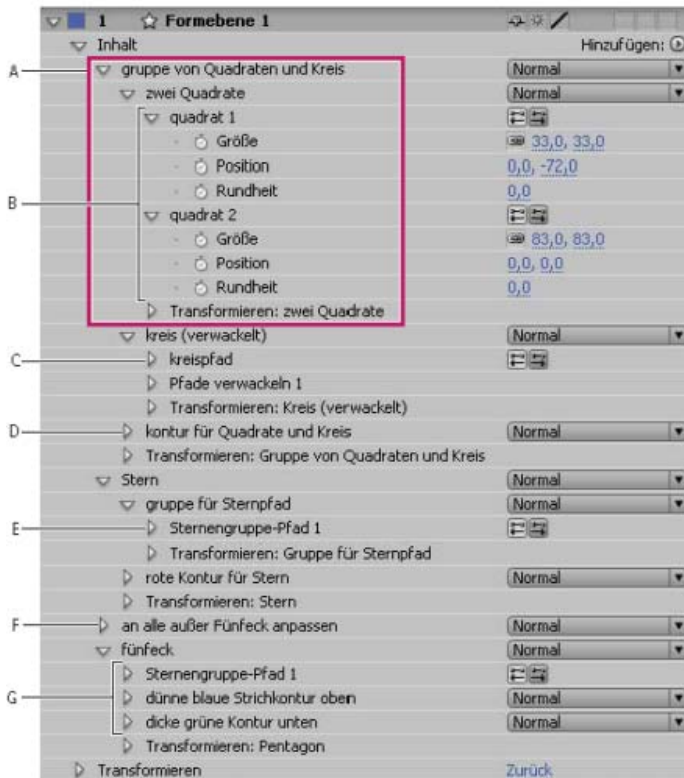 1 Formebene 1
Inhalt Hinzufügen:
A gruppe von Quadraten und Kreis Normal
zwei Quadrate Normal
quadrat 1
Größe 33,0, 33,0
Position 0,0, -72,0
Rundheit 0,0
B quadrat 2
Größe 83,0, 83,0
Position 0,0, 0,0
Rundheit 0,0
Transformieren: zwei Quadrate
kreis (verwackelt) Normal
C kreispfad
Pfade verwackeln 1
Transformieren: Kreis (verwackelt)
D kontur für Quadrate und Kreis Normal
Transformieren: Gruppe von Quadraten und Kreis
Stern Normal
gruppe für Sternpfad Normal
E Sternengruppe-Pfad 1
Transformieren: Gruppe für Sternpfad
rote Kontur für Stern Normal
Transformieren: Stern
F an alle außer Fünfeck anpassen Normal
fünfeck Normal
Sternengruppe-Pfad 1
G dünne blaue Strichkontur oben Normal
dicke grüne Kontur unten Normal
Transformieren: Pentagon
Transformieren Zurück